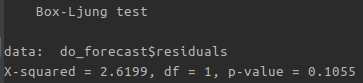 Box-Ljung test
data:  do_forecast$residuals
X-squared = 2.6199, df = 1, p-value = 0.1055